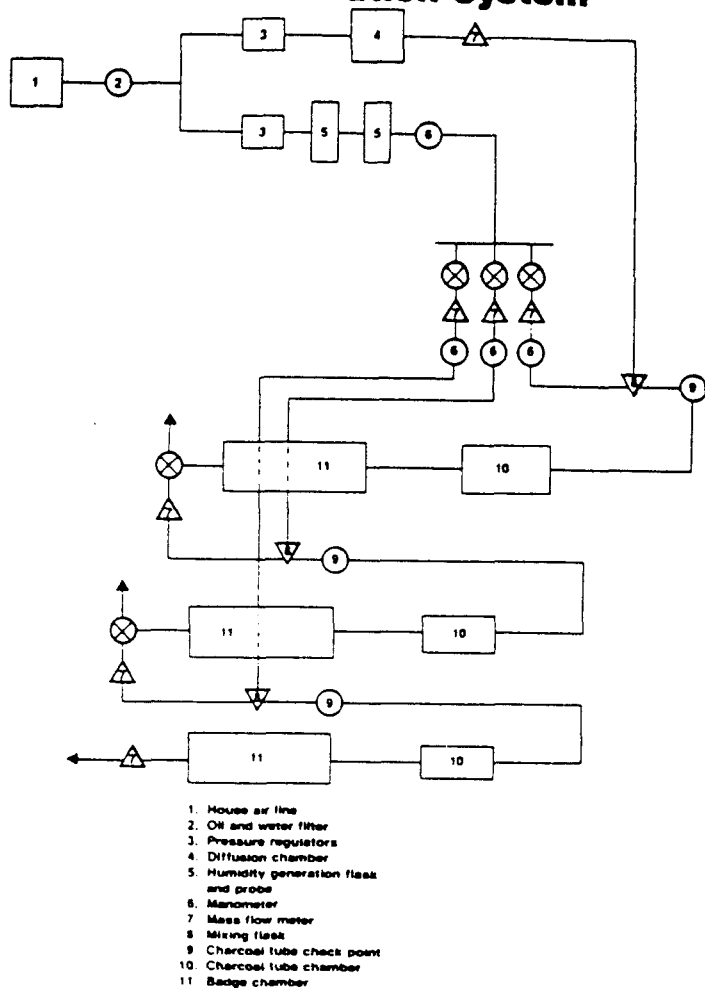 System
3
4
7
1
2
3
5
5
6
7
7
7
6
6
6
8
9
11
10
7
8
9
11
10
7
8
9
7
11
10
1. House air line
2. Oil and water filter
3. Pressure regulators
4. Diffusion chamber
5. Humidity generation flask
and probe
6. Manometer
7 Mass flow meter
8 Mixing flask
9 Charcoal tube check point
10. Charcoal tube chamber
11 Badge chamber